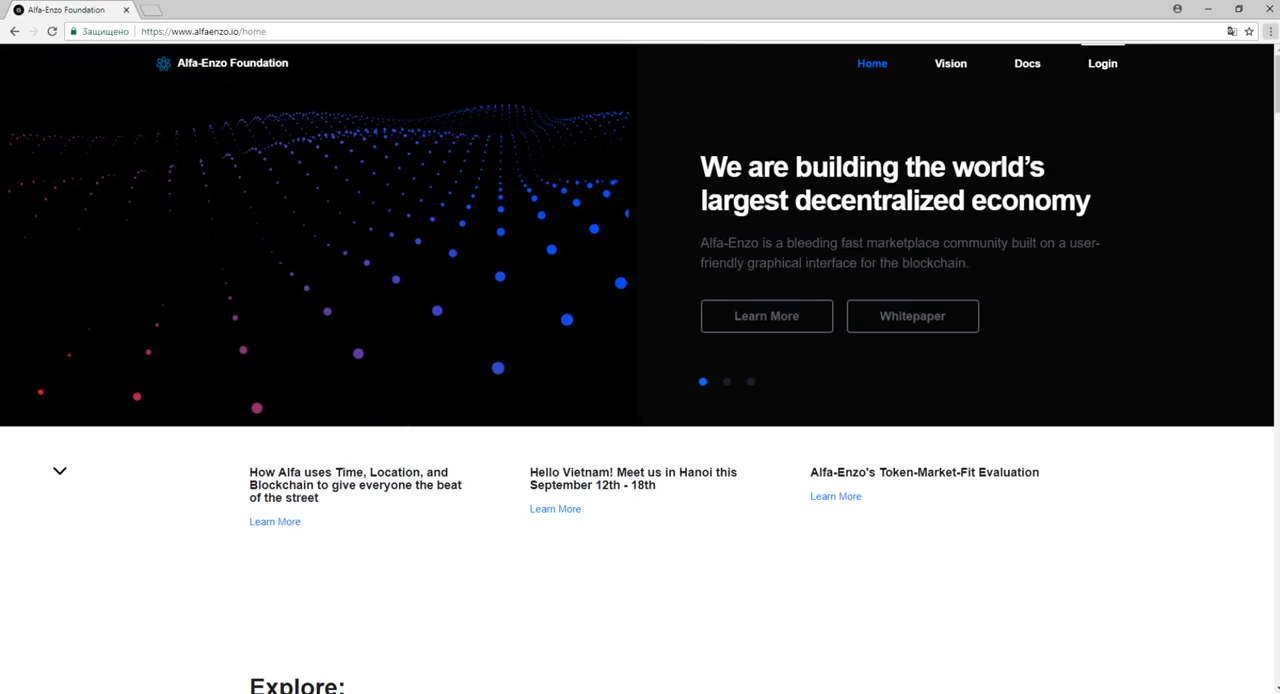 Alfa-Enzo Foundation
Защищено
https://www.alfaenzo.io/home
Alfa-Enzo Foundation
Home
Vision
Docs
Login
We are building the world’s
largest decentralized economy
Alfa-Enzo is a bleeding fast marketplace community built on a user-
friendly graphical interface for the blockchain.
Learn More
Whitepaper
How Alfa uses Time, Location, and
Blockchain to give everyone the beat
of the street
Learn More
Hello Vietnam! Meet us in Hanoi this
September 12th - 18th
Learn More
Alfa-Enzo's Token-Market-Fit Evaluation
Learn More
Explore: